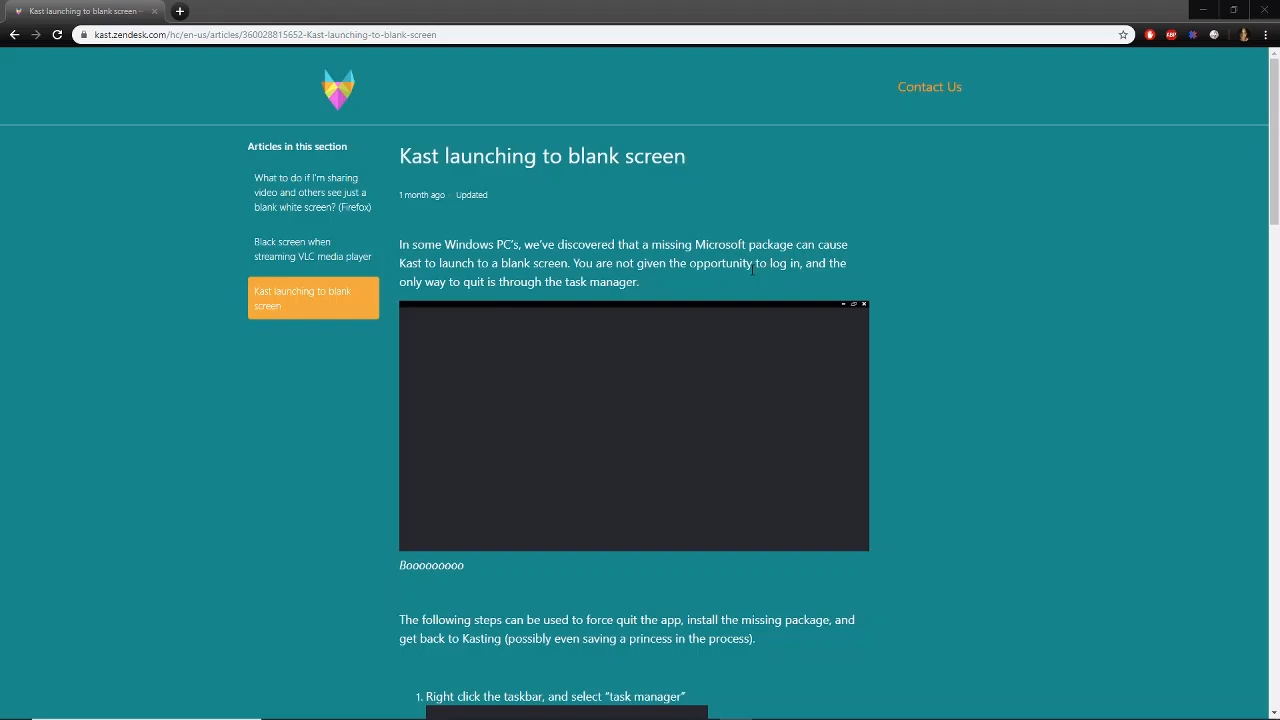 Kast launching to blank screen –
kast.zendesk.com/hc/en-us/articles/360028815652-Kast-launching-to-blank-screen
ABP
Contact Us
Articles in this section
What to do if I'm sharing
video and others see just a
blank white screen? (Firefox)
Black screen when
streaming VLC media player
Kast launching to blank
screen
Kast launching to blank screen
1 month ago · Updated
In some Windows PC's, we've discovered that a missing Microsoft package can cause
Kast to launch to a blank screen. You are not given the opportunity to log in, and the
only way to quit is through the task manager.
Booooooooo
The following steps can be used to force quit the app, install the missing package, and
get back to Kasting (possibly even saving a princess in the process).
1. Right click the taskbar, and select "task manager"